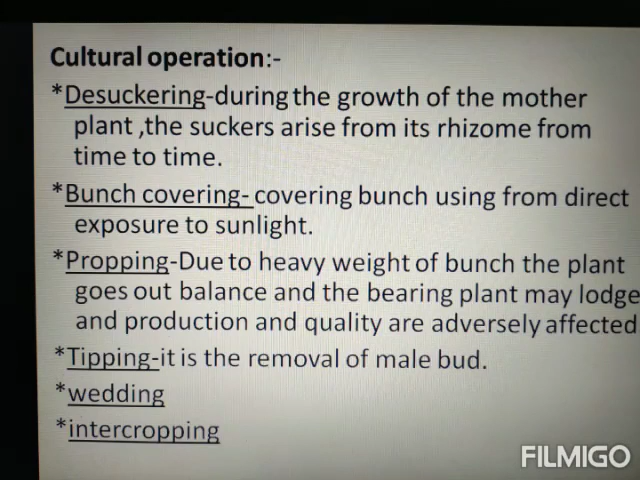 Cultural operation:-
*Desuckering-during the growth of the mother
plant ,the suckers arise from its rhizome from
time to time.
*Bunch covering- covering bunch using from direct
exposure to sunlight.
*Propping-Due to heavy weight of bunch the plant
goes out balance and the bearing plant may lodge
and production and quality are adversely affected
*Tipping-it is the removal of male bud.
*wedding
*intercropping
FILMIGO